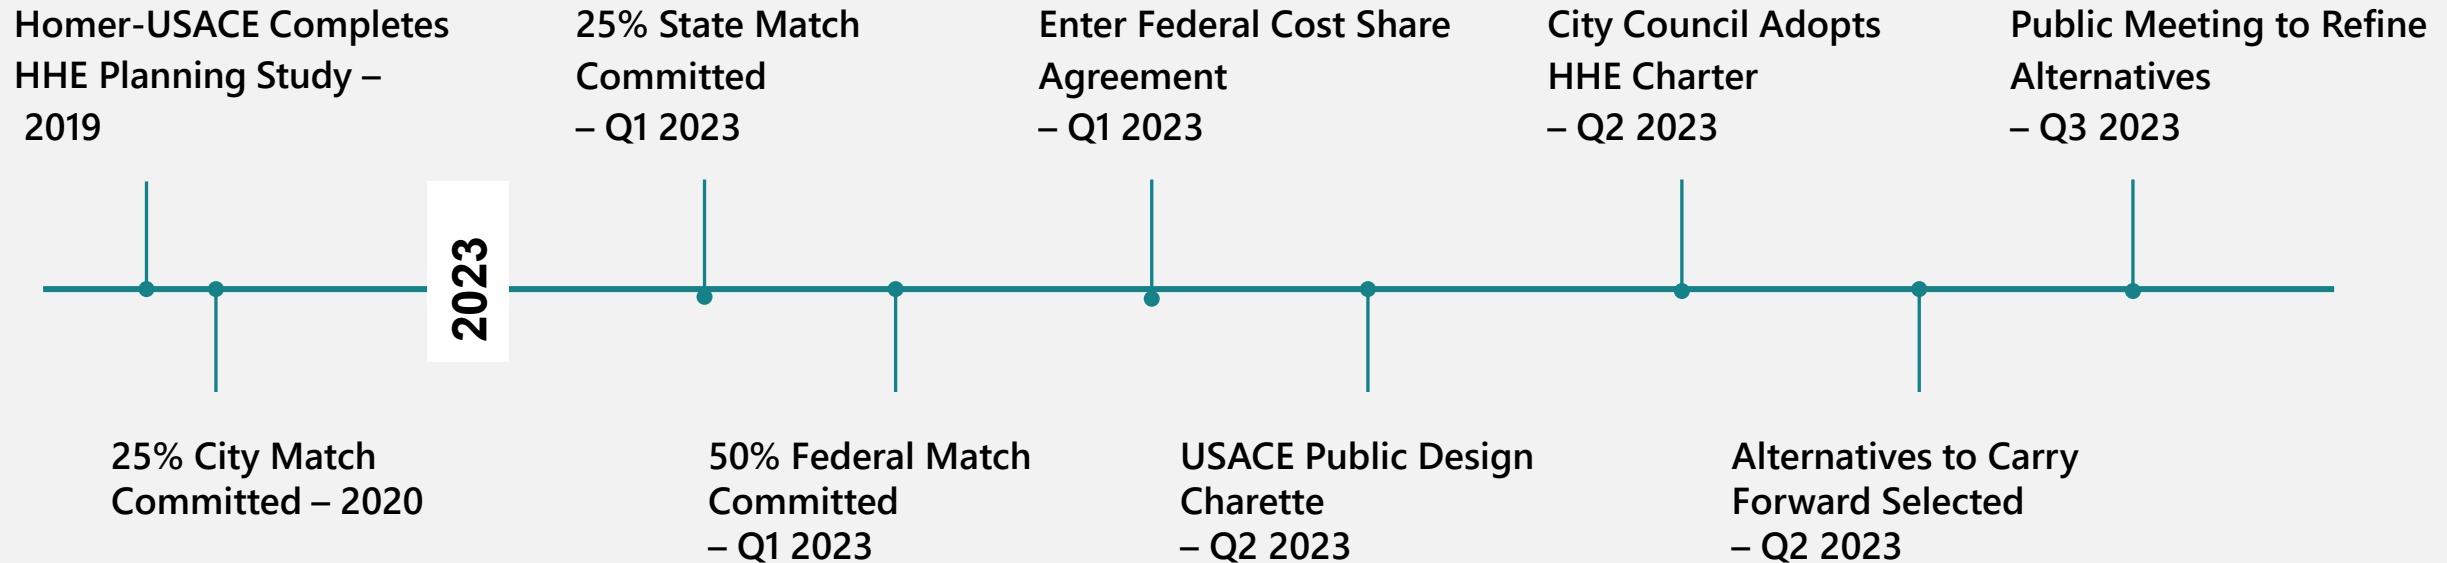 Homer-USACE Completes
HHE Planning Study –
2019
25% State Match
Committed
– Q1 2023
Enter Federal Cost Share
Agreement
– Q1 2023
City Council Adopts
HHE Charter
– Q2 2023
Public Meeting to Refine
Alternatives
– Q3 2023
2023
25% City Match
Committed – 2020
50% Federal Match
Committed
– Q1 2023
USACE Public Design
Charette
– Q2 2023
Alternatives to Carry
Forward Selected
– Q2 2023